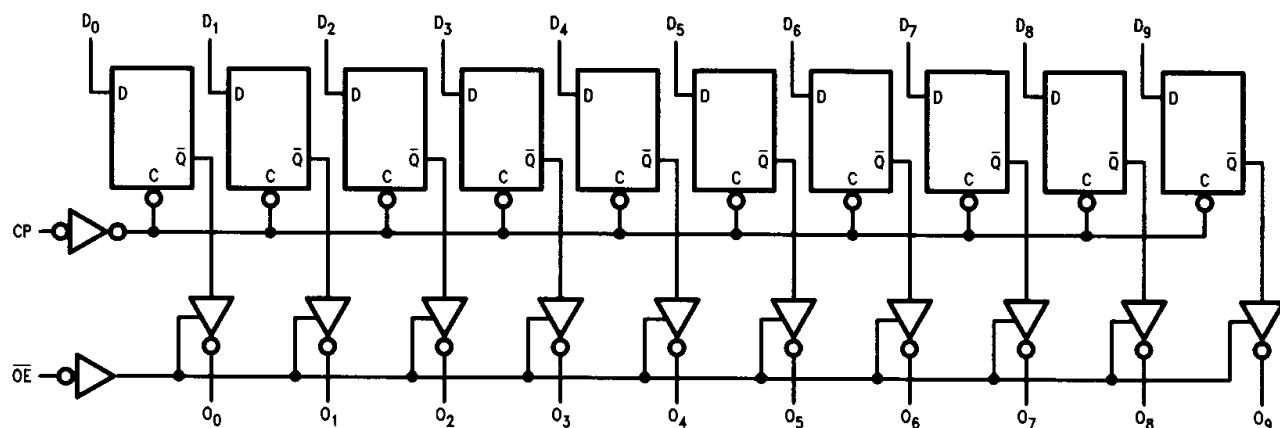 D₀ D₁ D₂ D₃ D₄ D₅ D₆ D₇ D₈ D₉
D D D D D D D D D D
Q̅ Q̅ Q̅ Q̅ Q̅ Q̅ Q̅ Q̅ Q̅ Q̅
C C C C C C C C C C
CP
O̅E̅
O₀ O₁ O₂ O₃ O₄ O₅ O₆ O₇ O₈ O₉